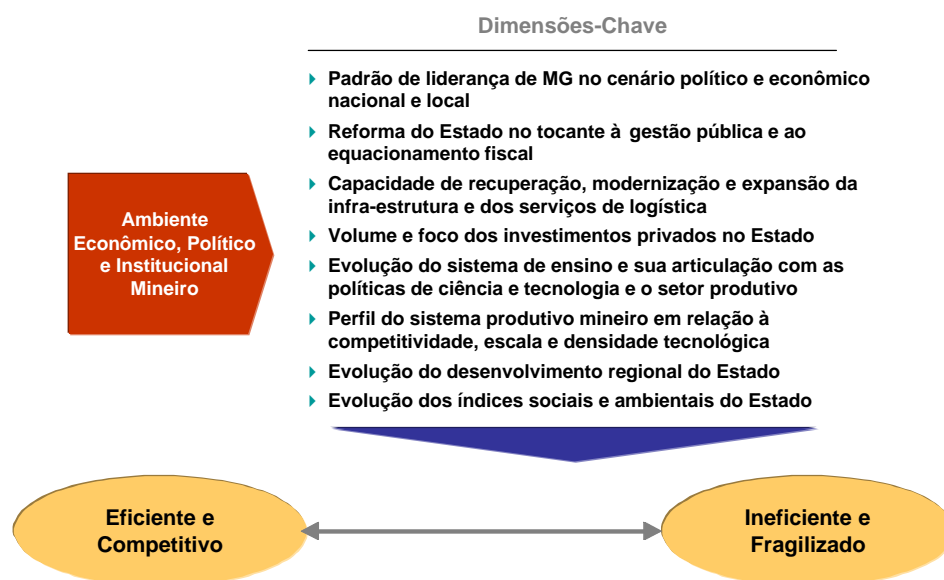 Dimensões-Chave
Padrão de liderança de MG no cenário político e econômico
nacional e local
Reforma do Estado no tocante à gestão pública e ao
equacionamento fiscal
Capacidade de recuperação, modernização e expansão da
infra-estrutura e dos serviços de logística
Volume e foco dos investimentos privados no Estado
Evolução do sistema de ensino e sua articulação com as
políticas de ciência e tecnologia e o setor produtivo
Perfil do sistema produtivo mineiro em relação à
competitividade, escala e densidade tecnológica
Evolução do desenvolvimento regional do Estado
Evolução dos índices sociais e ambientais do Estado
Ambiente
Econômico, Político
e Institucional
Mineiro
Eficiente e
Competitivo
Ineficiente e
Fragilizado